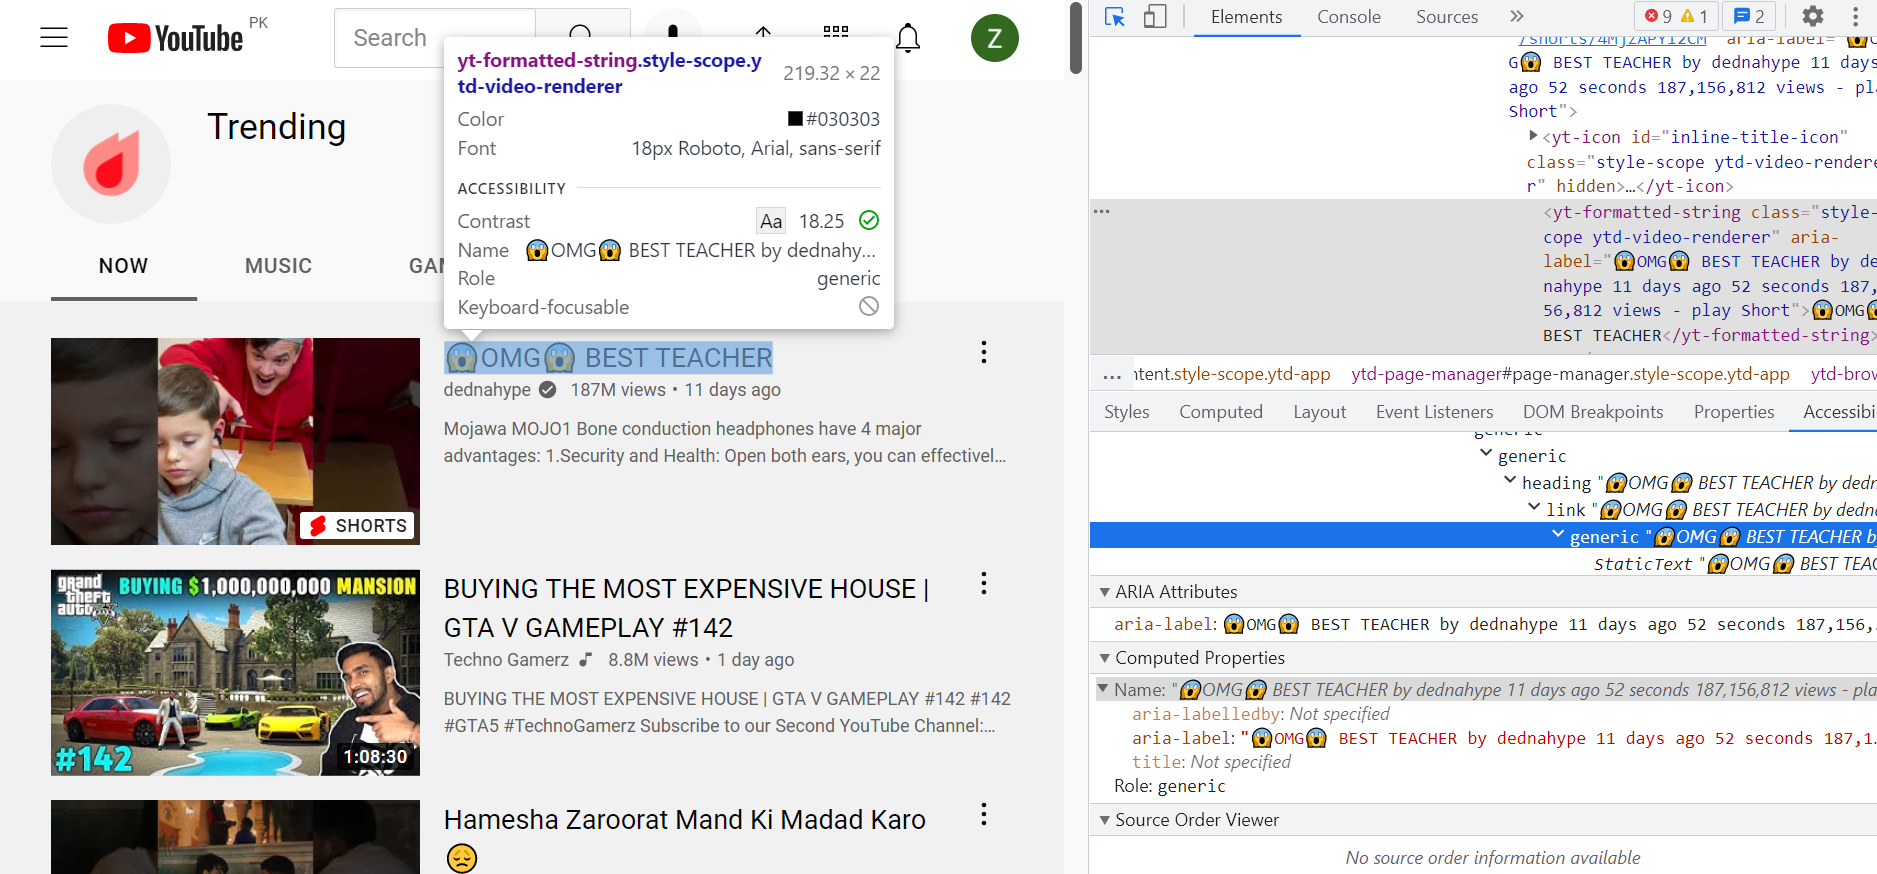 YouTube PK
Search
Trending
NOW
MUSIC
GAM
yt-formatted-string.style-scope.y
td-video-renderer
219.32 × 22
Color
#030303
Font
18px Roboto, Arial, sans-serif
ACCESSIBILITY
Contrast
Aa 18.25
Name
😱OMG😱 BEST TEACHER by dednahy...
Role
generic
Keyboard-focusable
😱OMG😱 BEST TEACHER
dednahype 187M views • 11 days ago
Mojawa MOJO1 Bone conduction headphones have 4 major
advantages: 1.Security and Health: Open both ears, you can effectivel...
SHORTS
grand
theft
auto
V
BUYING $1,000,000,000 MANSION
#142
1:08:30
BUYING THE MOST EXPENSIVE HOUSE |
GTA V GAMEPLAY #142
Techno Gamerz 8.8M views • 1 day ago
BUYING THE MOST EXPENSIVE HOUSE | GTA V GAMEPLAY #142 #142
#GTA5 #TechnoGamerz Subscribe to our Second YouTube Channel:...
Hamesha Zaroorat Mand Ki Madad Karo
😔
Z
Elements
Console
Sources
»
9
1
2
aria-label="😱O
G😱 BEST TEACHER by dednahype 11 days
ago 52 seconds 187,156,812 views - pl
Short">
<yt-icon id="inline-title-icon"
class="style-scope ytd-video-rendere
r" hidden>…</yt-icon>
...
<yt-formatted-string class="style-
cope ytd-video-renderer" aria-
label="😱OMG😱 BEST TEACHER by de
nahype 11 days ago 52 seconds 187,
56,812 views - play Short">😱OMG😱
BEST TEACHER</yt-formatted-string>
...
ntent.style-scope.ytd-app
ytd-page-manager#page-manager.style-scope.ytd-app
ytd-brow
Styles
Computed
Layout
Event Listeners
DOM Breakpoints
Properties
Accessibi
generic
generic
heading "😱OMG😱 BEST TEACHER by dedn
link "😱OMG😱 BEST TEACHER by dedn
generic "😱OMG😱 BEST TEACHER b
StaticText "😱OMG😱 BEST TEAC
ARIA Attributes
aria-label: 😱OMG😱 BEST TEACHER by dednahype 11 days ago 52 seconds 187,156,…
Computed Properties
Name: "😱OMG😱 BEST TEACHER by dednahype 11 days ago 52 seconds 187,156,812 views - pla
aria-labelledby: Not specified
aria-label: "😱OMG😱 BEST TEACHER by dednahype 11 days ago 52 seconds 187,1…
title: Not specified
Role: generic
Source Order Viewer
No source order information available